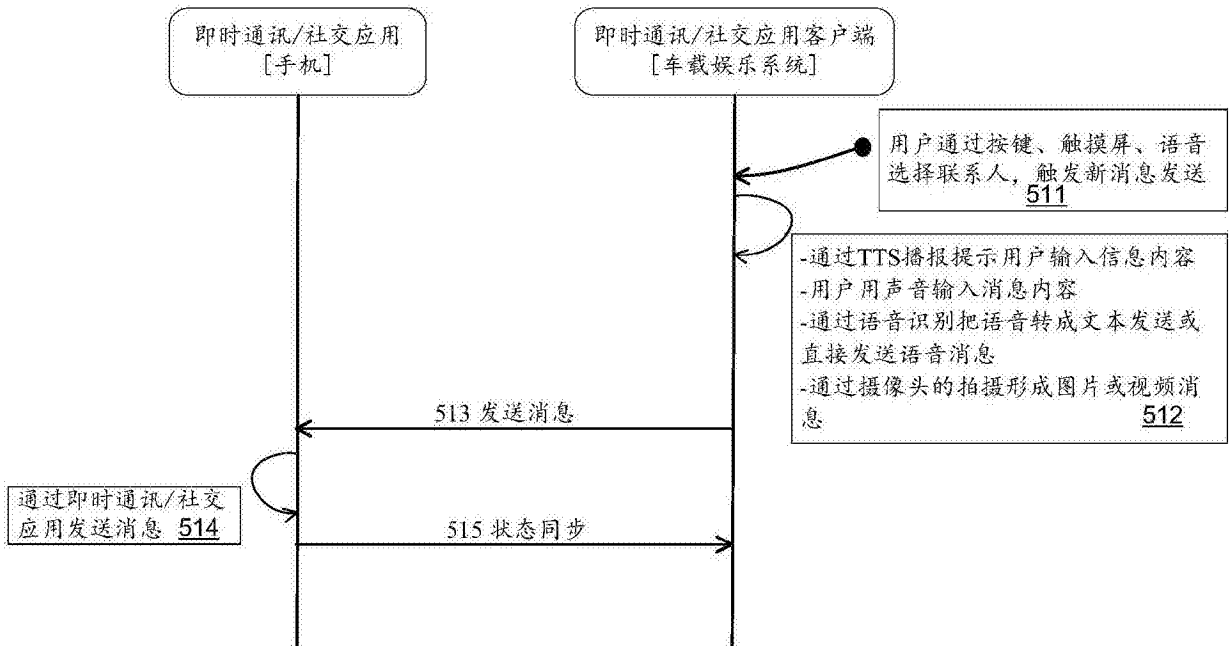 即时通讯/社交应用
[手机]
即时通讯/社交应用客户端
[车载娱乐系统]
用户通过按键、触摸屏、语音
选择联系人，触发新消息发送
511
-通过TTS播报提示用户输入信息内容
-用户用声音输入消息内容
-通过语音识别把语音转成文本发送或
直接发送语音消息
-通过摄像头的拍摄形成图片或视频消
息 512
513 发送消息
通过即时通讯/社交
应用发送消息 514
515 状态同步